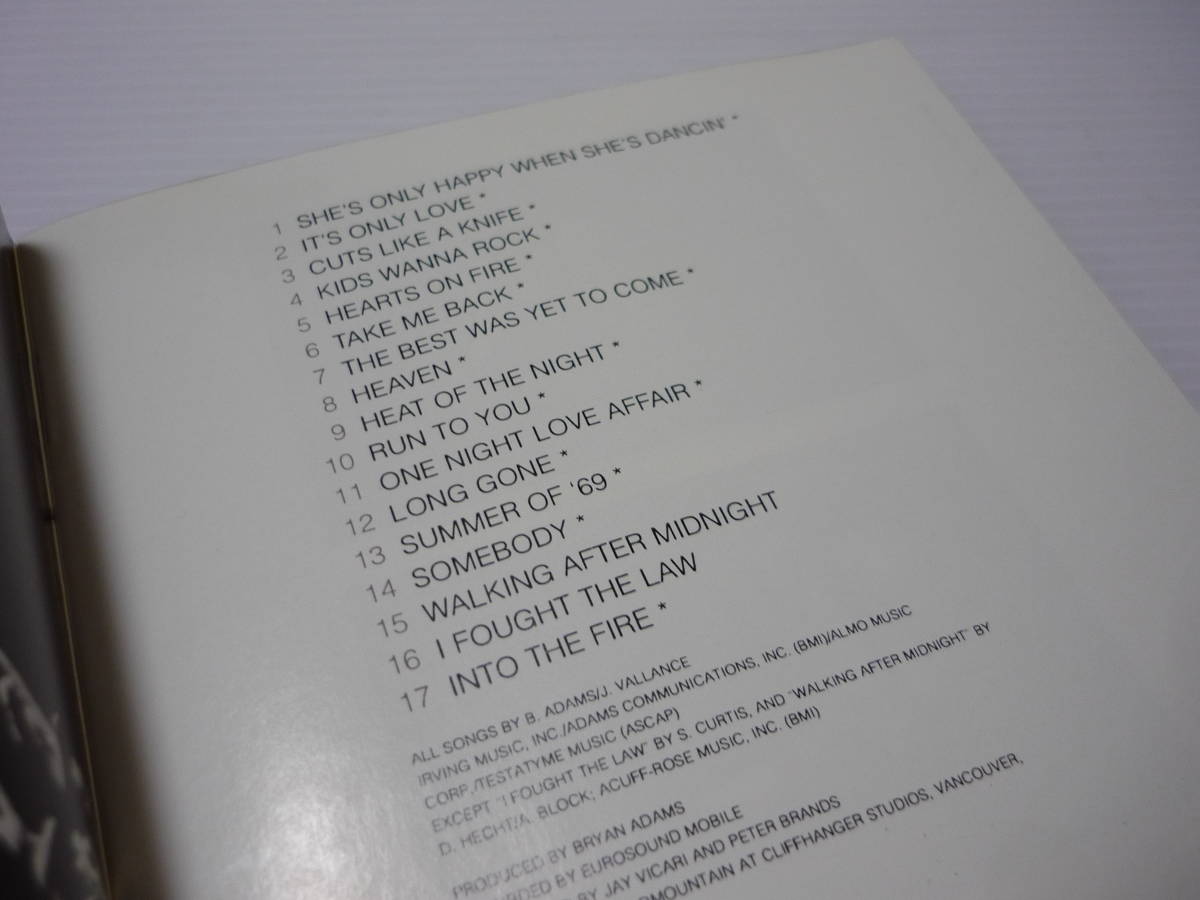 1 SHE'S ONLY HAPPY WHEN SHE'S DANCIN' *
2 IT'S ONLY LOVE *
3 CUTS LIKE A KNIFE *
4 KIDS WANNA ROCK *
5 HEARTS ON FIRE *
6 TAKE ME BACK *
7 THE BEST WAS YET TO COME *
8 HEAVEN *
9 HEAT OF THE NIGHT *
10 RUN TO YOU *
11 ONE NIGHT LOVE AFFAIR *
12 LONG GONE *
13 SUMMER OF '69 *
14 SOMEBODY *
15 WALKING AFTER MIDNIGHT
16 I FOUGHT THE LAW
17 INTO THE FIRE *
ALL SONGS BY B. ADAMS/J. VALLANCE
IRVING MUSIC, INC./ADAMS COMMUNICATIONS, INC. (BMI)/ALMO MUSIC
CORP./TESTATYME MUSIC (ASCAP)
EXCEPT "I FOUGHT THE LAW" BY S. CURTIS, AND "WALKING AFTER MIDNIGHT" BY
D. HECHT/A. BLOCK; ACUFF-ROSE MUSIC, INC. (BMI)
PRODUCED BY BRYAN ADAMS
BY EUROSOUND MOBILE
BY JAY VICARI AND PETER BRANDS
AT CLIFFHANGER STUDIOS, VANCOUVER,